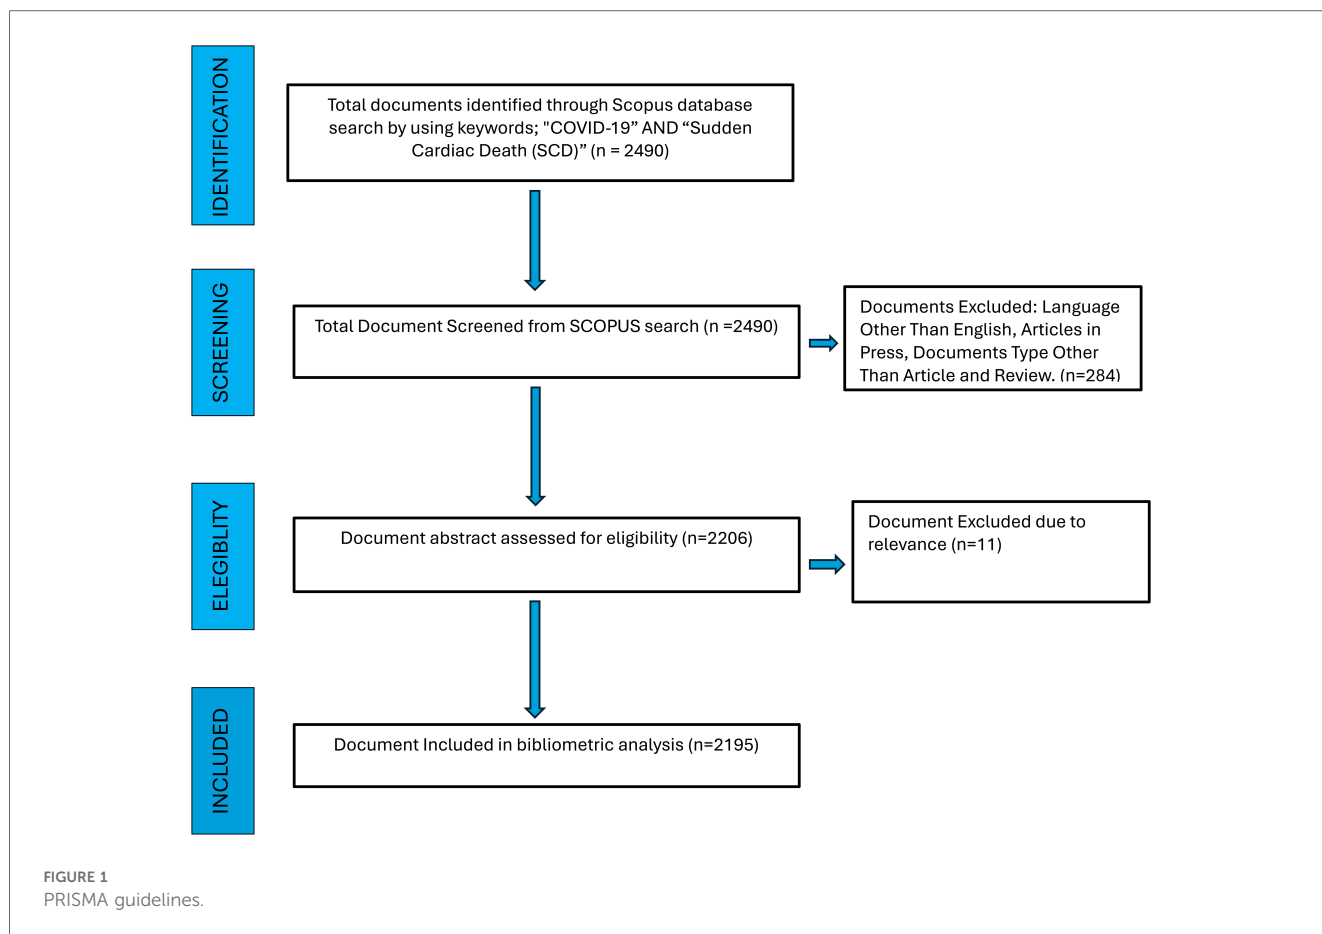 IDENTIFICATION
Total documents identified through Scopus database
search by using keywords; "COVID-19” AND “Sudden
Cardiac Death (SCD)” (n = 2490)
SCREENING
Total Document Screened from SCOPUS search (n =2490)
Documents Excluded: Language
Other Than English, Articles in
Press, Documents Type Other
Than Article and Review. (n=284)
ELEGIBLITY
Document abstract assessed for eligibility (n=2206)
Document Excluded due to
relevance (n=11)
INCLUDED
Document Included in bibliometric analysis (n=2195)
FIGURE 1
PRISMA guidelines.